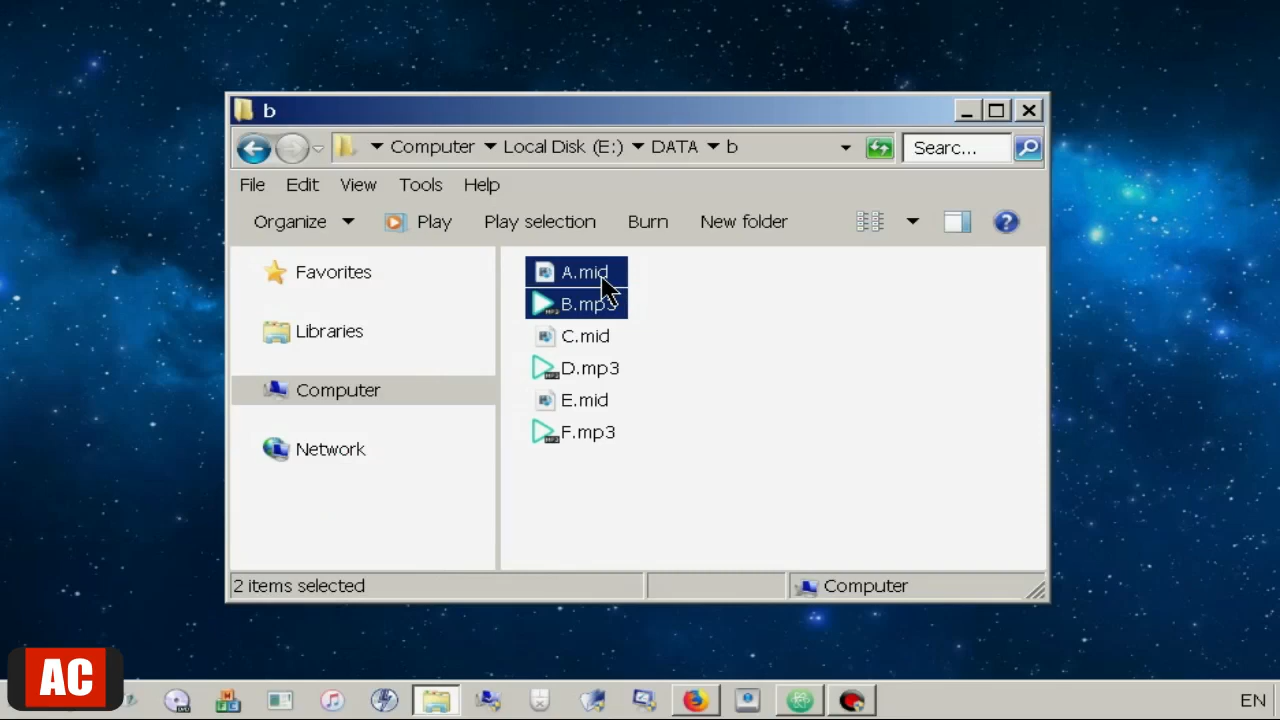 b
Computer Local Disk (E:) DATA b Searc...
File Edit View Tools Help
Organize Play Play selection Burn New folder
Favorites
Libraries
Computer
Network
A.mid
B.mp3
C.mid
D.mp3
E.mid
F.mp3
2 items selected
Computer
AC
EN